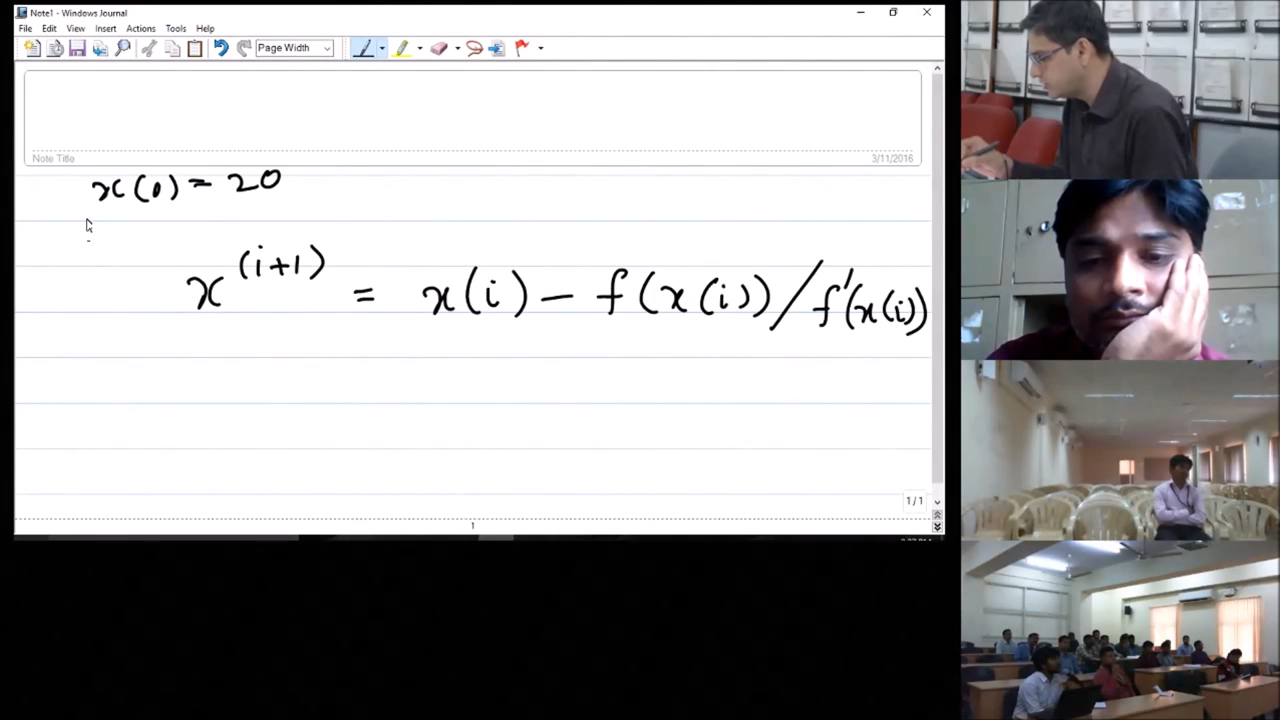 Note1 - Windows Journal
File Edit View Insert Actions Tools Help
Page Width
Note Title
3/11/2016
x(0) = 20
x^(i+1) = x(i) - f(x(i))/f'(x(i))
1/1
1